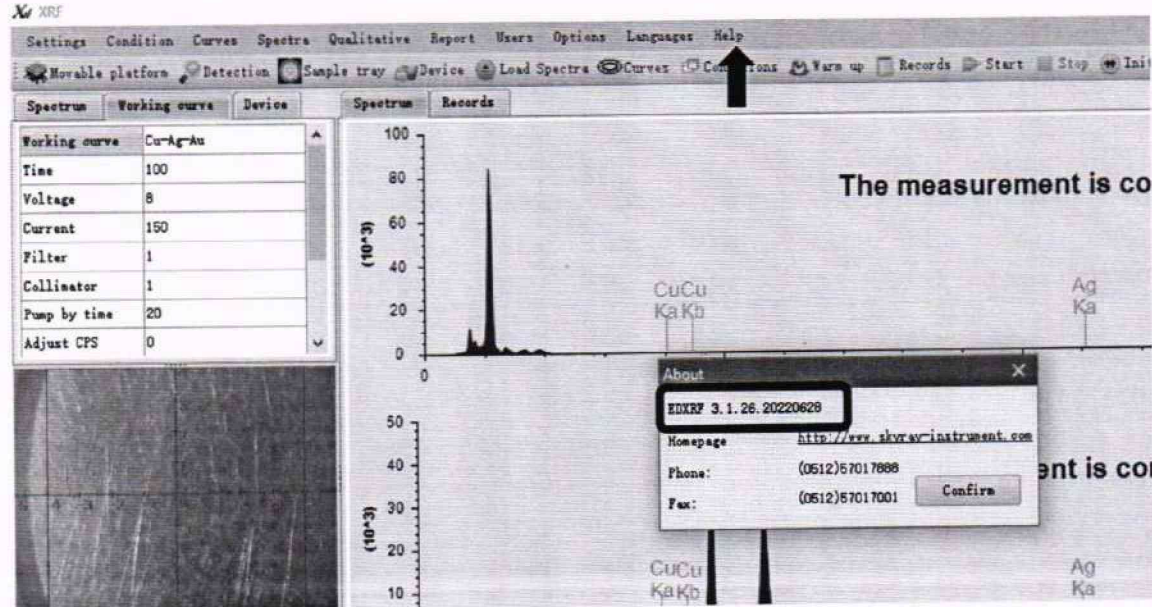 XRF
Settings Condition Curves Spectra Qualitative Report Users Options Languages Help
Movable platform Detection Sample tray Device Load Spectra Curves Warm up Records Start Stop
Spectrum Working curve Device Spectrum Records
Working curve Cu-Ag-Au
Time 100
Voltage 8
Current 150
Filter 1
Collimator 1
Pump by time 20
Adjust CPS 0
100
80
60
40
20
0
(10^3)
0
The measurement is co
CuCu
Ka Kb
Ag
Ka
About
EDXRF 3.1.26.20220628
Homepage http://www.skyray-instrument.com
Phone: (0512)57017888
Fax: (0512)57017001
Confirm
50
40
30
20
10
(10^3)
ent is co
CuCu
Ka Kb
Ag
Ka